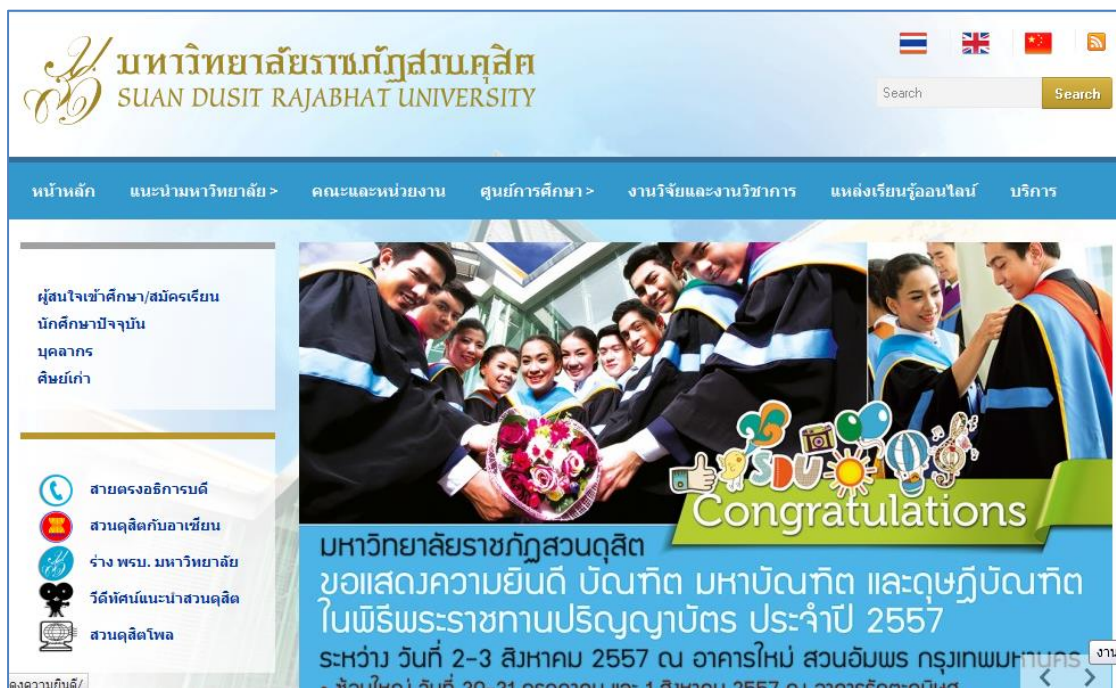 มหาวิทยาลัยราชภัฏสวนดุสิต
SUAN DUSIT RAJABHAT UNIVERSITY
Search Search
หน้าหลัก แนะนำมหาวิทยาลัย > คณะและหน่วยงาน ศูนย์การศึกษา > งานวิจัยและงานวิชาการ แหล่งเรียนรู้ออนไลน์ บริการ
ผู้สนใจเข้าศึกษา/สมัครเรียน
นักศึกษาปัจจุบัน
บุคลากร
ศิษย์เก่า
สายตรงอธิการบดี
สวนดุสิตกับอาเซียน
ร่าง พรบ. มหาวิทยาลัย
วีดีทัศน์แนะนำสวนดุสิต
สวนดุสิตโพล
SDU
Congratulations
มหาวิทยาลัยราชภัฏสวนดุสิต
ขอแสดงความยินดี บัณฑิต มหาบัณฑิต และดุษฎีบัณฑิต
ในพิธีพระราชทานปริญญาบัตร ประจำปี 2557
ระหว่าง วันที่ 2-3 สิงหาคม 2557 ณ อาคารใหม่ สวนอัมพร กรุงเทพมหานคร